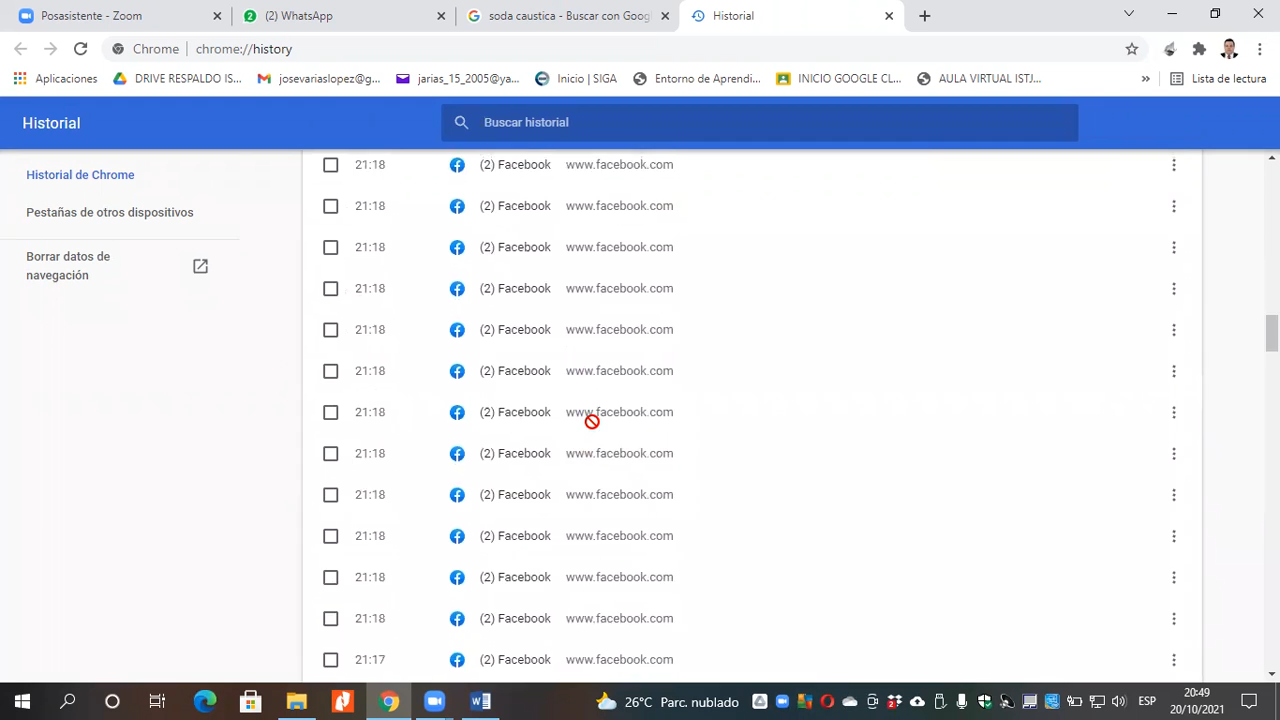 Posasistente - Zoom
(2) WhatsApp
soda caustica - Buscar con Goog
Historial
Chrome | chrome://history
Aplicaciones
DRIVE RESPALDO IS...
josevariaslopez@g...
jarias_15_2005@ya...
Inicio | SIGA
Entorno de Aprendi...
INICIO GOOGLE CL...
AULA VIRTUAL ISTJ...
»
Lista de lectura
Historial
Buscar historial
Historial de Chrome
Pestañas de otros dispositivos
Borrar datos de
navegación
21:18 (2) Facebook www.facebook.com
21:18 (2) Facebook www.facebook.com
21:18 (2) Facebook www.facebook.com
21:18 (2) Facebook www.facebook.com
21:18 (2) Facebook www.facebook.com
21:18 (2) Facebook www.facebook.com
21:18 (2) Facebook www.facebook.com
21:18 (2) Facebook www.facebook.com
21:18 (2) Facebook www.facebook.com
21:18 (2) Facebook www.facebook.com
21:18 (2) Facebook www.facebook.com
21:18 (2) Facebook www.facebook.com
21:17 (2) Facebook www.facebook.com
26°C Parc. nublado
ESP
20:49
20/10/2021